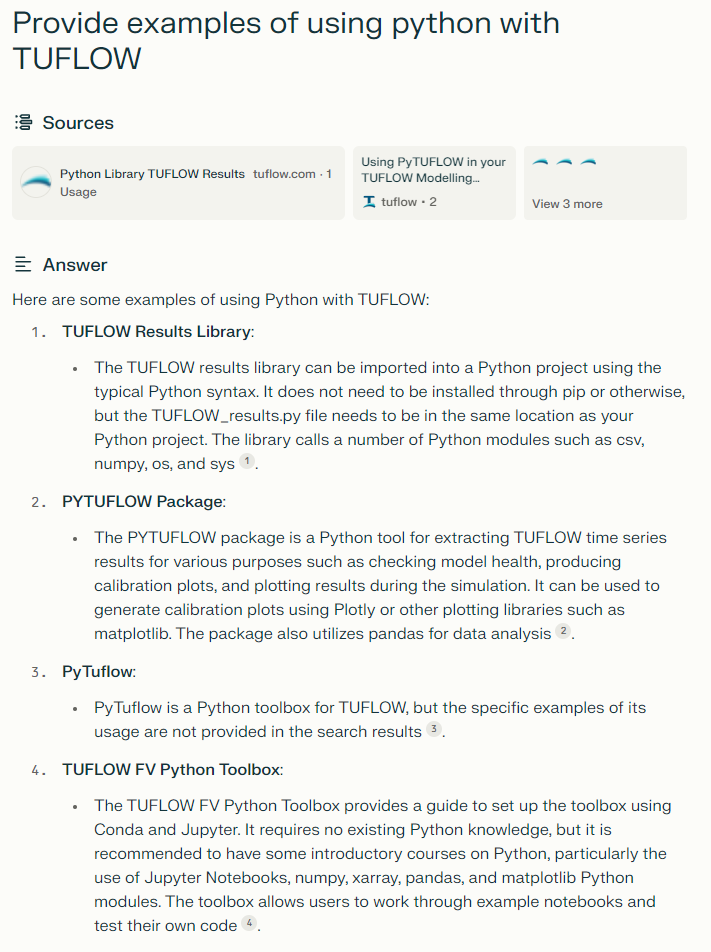 Provide examples of using python with
TUFLOW
Sources
Python Library TUFLOW Results tuflow.com · 1
Usage
Using PyTUFLOW in your
TUFLOW Modelling...
tuflow · 2
View 3 more
Answer
Here are some examples of using Python with TUFLOW:
1. TUFLOW Results Library:
• The TUFLOW results library can be imported into a Python project using the
typical Python syntax. It does not need to be installed through pip or otherwise,
but the TUFLOW_results.py file needs to be in the same location as your
Python project. The library calls a number of Python modules such as csv,
numpy, os, and sys 1.
2. PYTUFLOW Package:
• The PYTUFLOW package is a Python tool for extracting TUFLOW time series
results for various purposes such as checking model health, producing
calibration plots, and plotting results during the simulation. It can be used to
generate calibration plots using Plotly or other plotting libraries such as
matplotlib. The package also utilizes pandas for data analysis 2.
3. PyTuflow:
• PyTuflow is a Python toolbox for TUFLOW, but the specific examples of its
usage are not provided in the search results 3.
4. TUFLOW FV Python Toolbox:
• The TUFLOW FV Python Toolbox provides a guide to set up the toolbox using
Conda and Jupyter. It requires no existing Python knowledge, but it is
recommended to have some introductory courses on Python, particularly the
use of Jupyter Notebooks, numpy, xarray, pandas, and matplotlib Python
modules. The toolbox allows users to work through example notebooks and
test their own code 4.